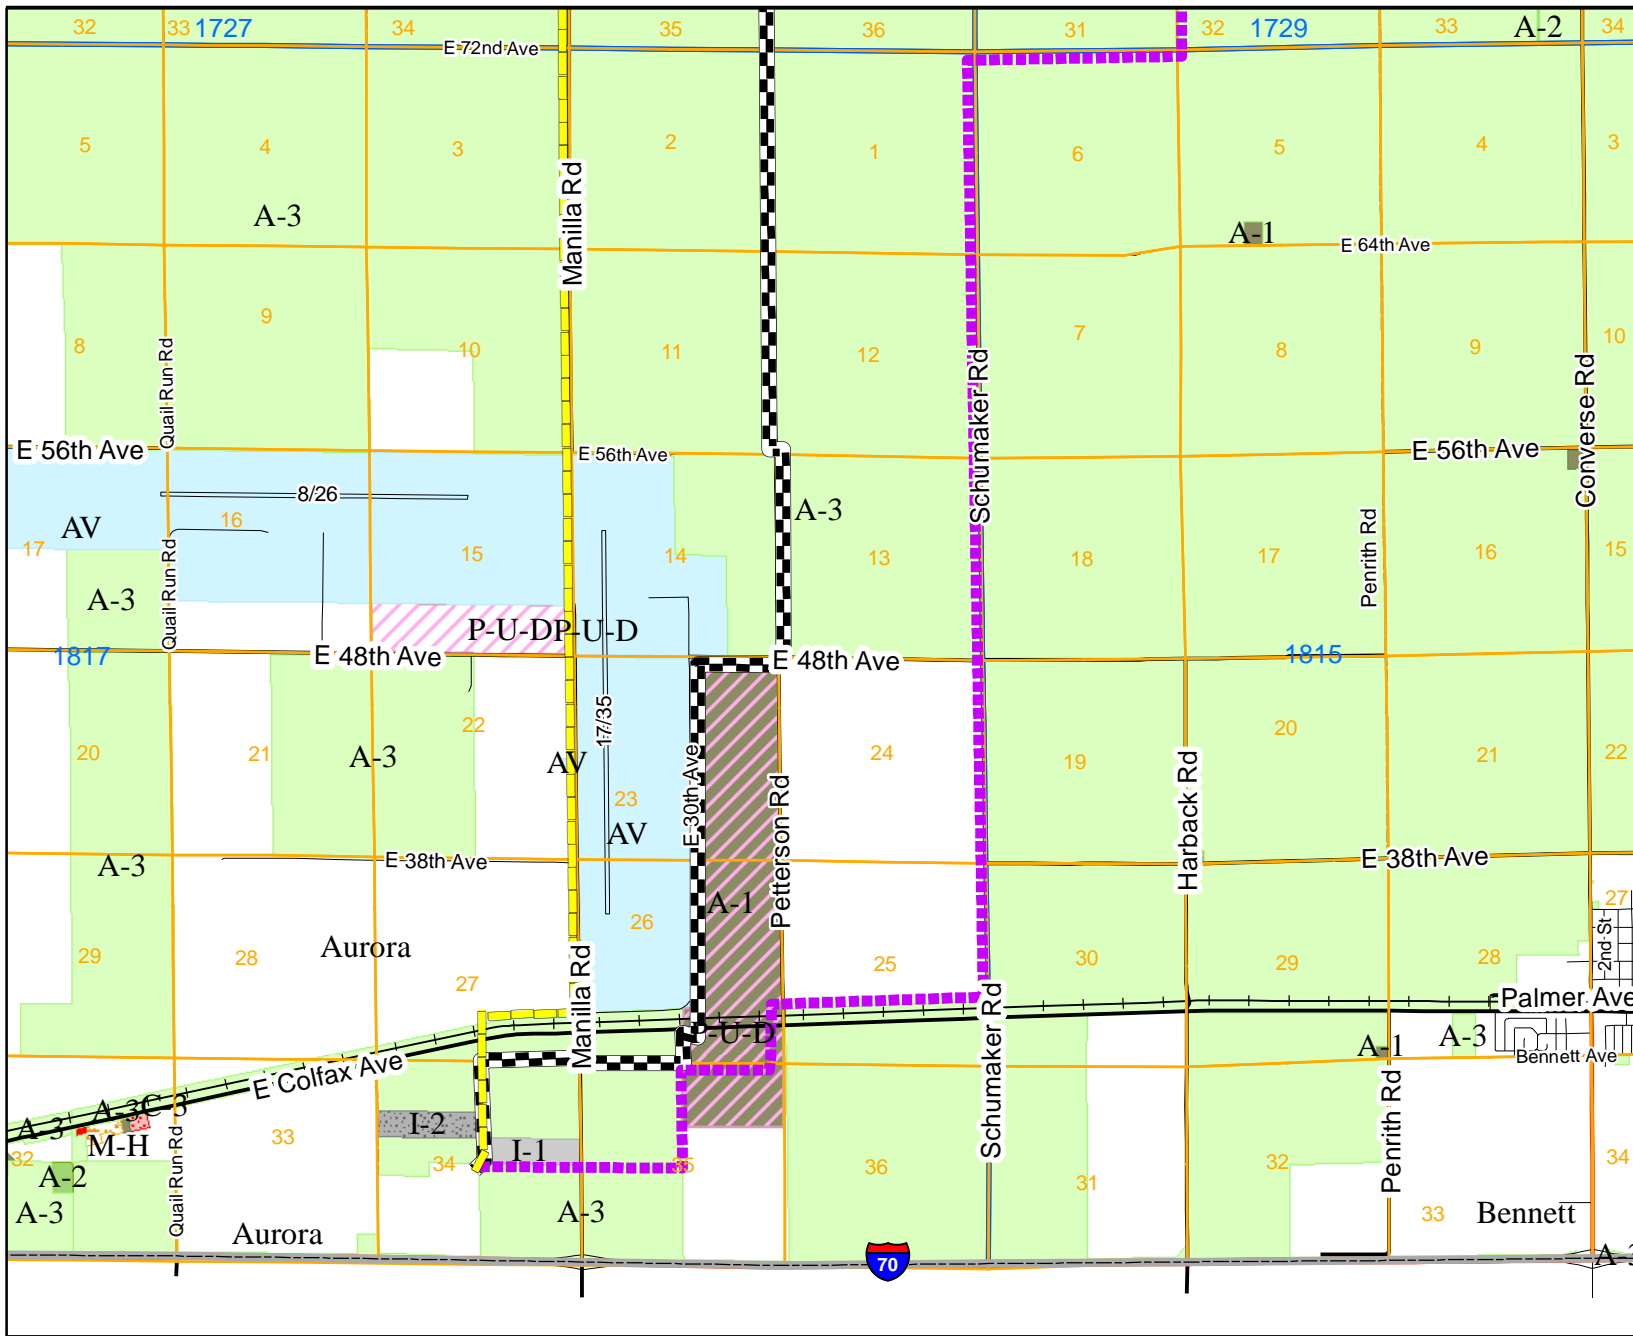 32
33
1727
34
35
36
31
32
1729
33
A-2
34
E 72nd Ave
5
4
3
2
1
6
5
4
3
Manilla Rd
A-3
A-1
E 64th Ave
9
8
10
11
12
7
8
9
10
Quail Run Rd
Schumaker Rd
Converse Rd
E 56th Ave
E 56th Ave
E 56th Ave
8/26
A-3
AV
16
17
15
14
13
18
17
16
15
Quail Run Rd
Penrith Rd
A-3
P-U-D
P-U-D
1817
E 48th Ave
E 48th Ave
1815
17/35
22
20
21
A-3
AV
23
E 30th Ave
Petterson Rd
24
19
20
21
22
Harback Rd
AV
A-3
E 38th Ave
E 38th Ave
A-1
27
26
2nd St
Aurora
29
28
27
Manilla Rd
25
30
29
28
Schumaker Rd
Palmer Ave
P-U-D
A-3
A-1
Bennett Ave
E Colfax Ave
A-3
C-3
A-3
M-H
I-2
I-1
33
32
34
35
36
31
32
Penrith Rd
34
A-2
Quail Run Rd
A-3
A-3
33
Bennett
Aurora
70
A-3